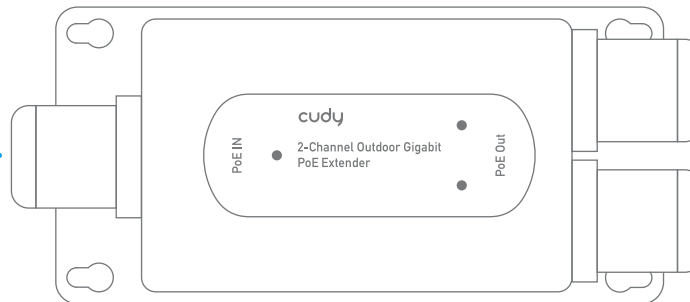 cudy
PoE IN
2-Channel Outdoor Gigabit
PoE Extender
PoE Out